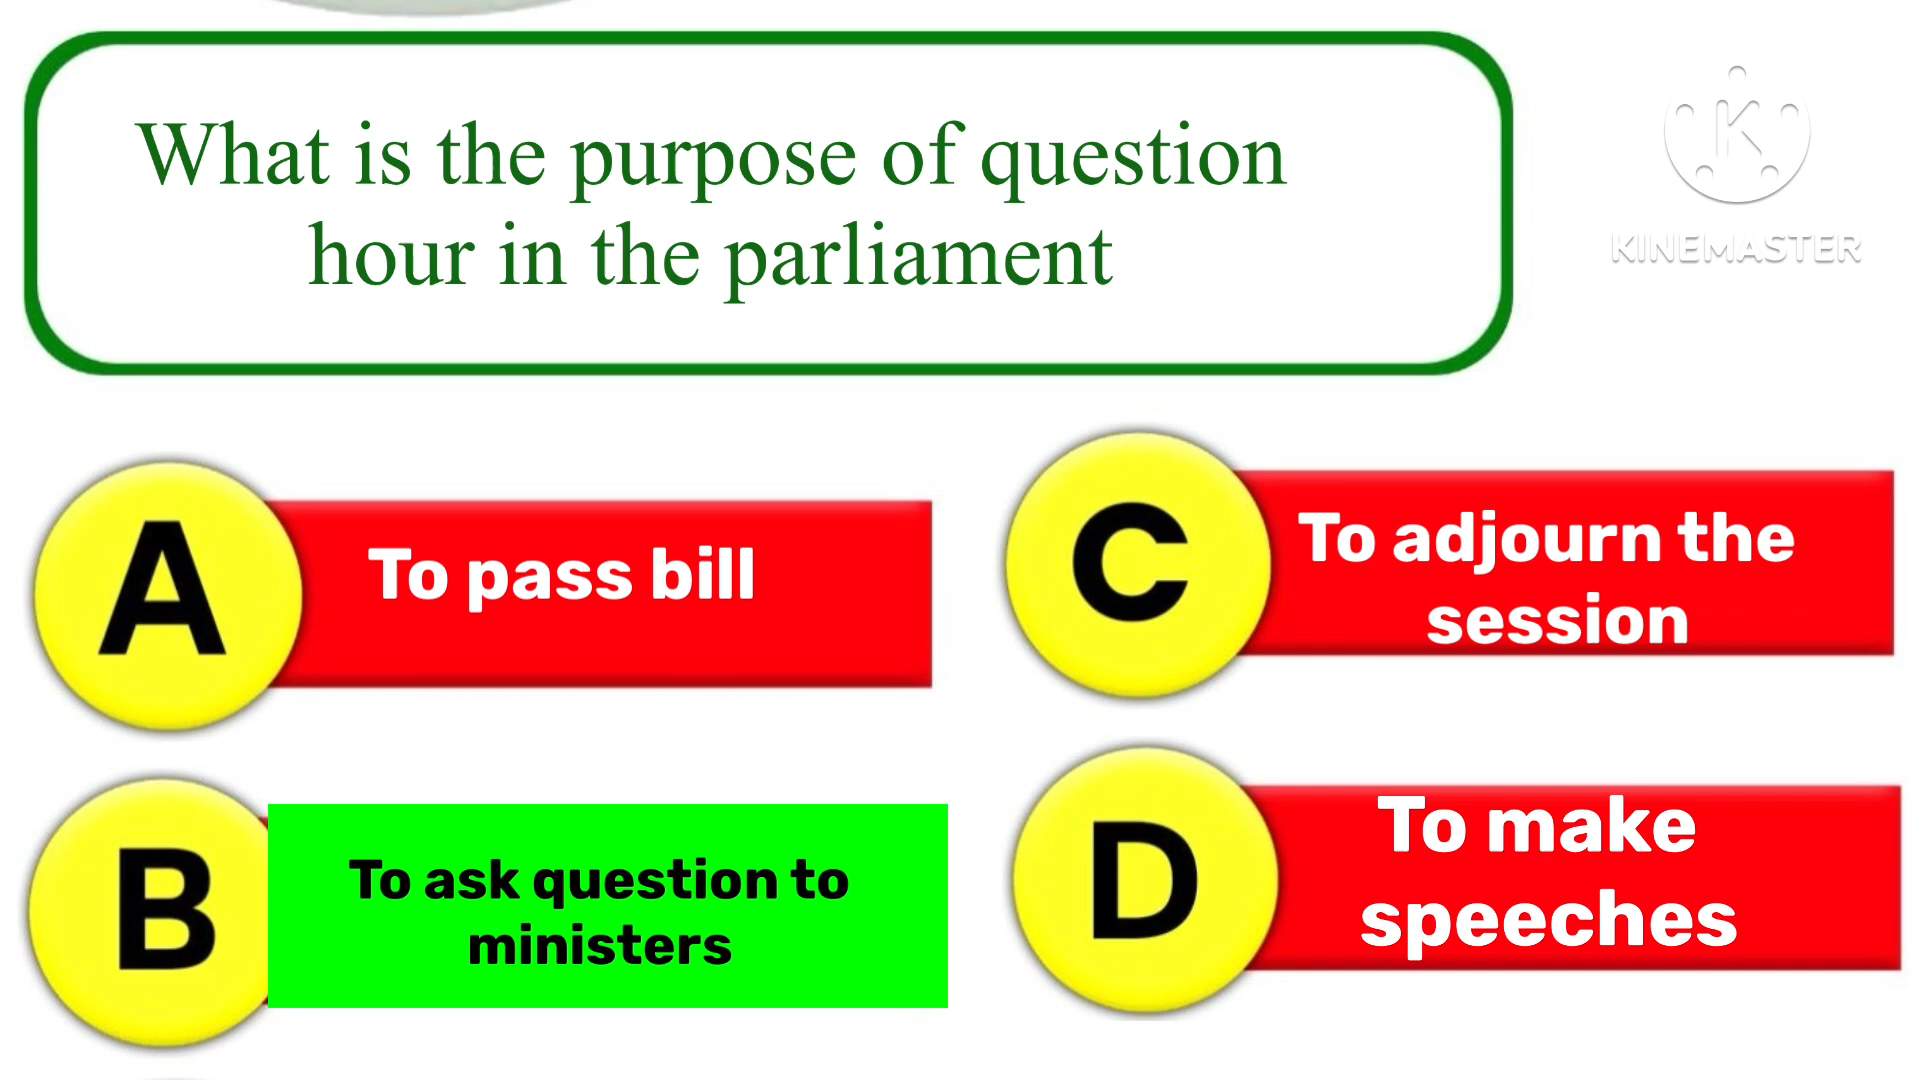 What is the purpose of question
hour in the parliament
KINEMASTER
A
To pass bill
B
To ask question to
ministers
C
To adjourn the
session
D
To make
speeches